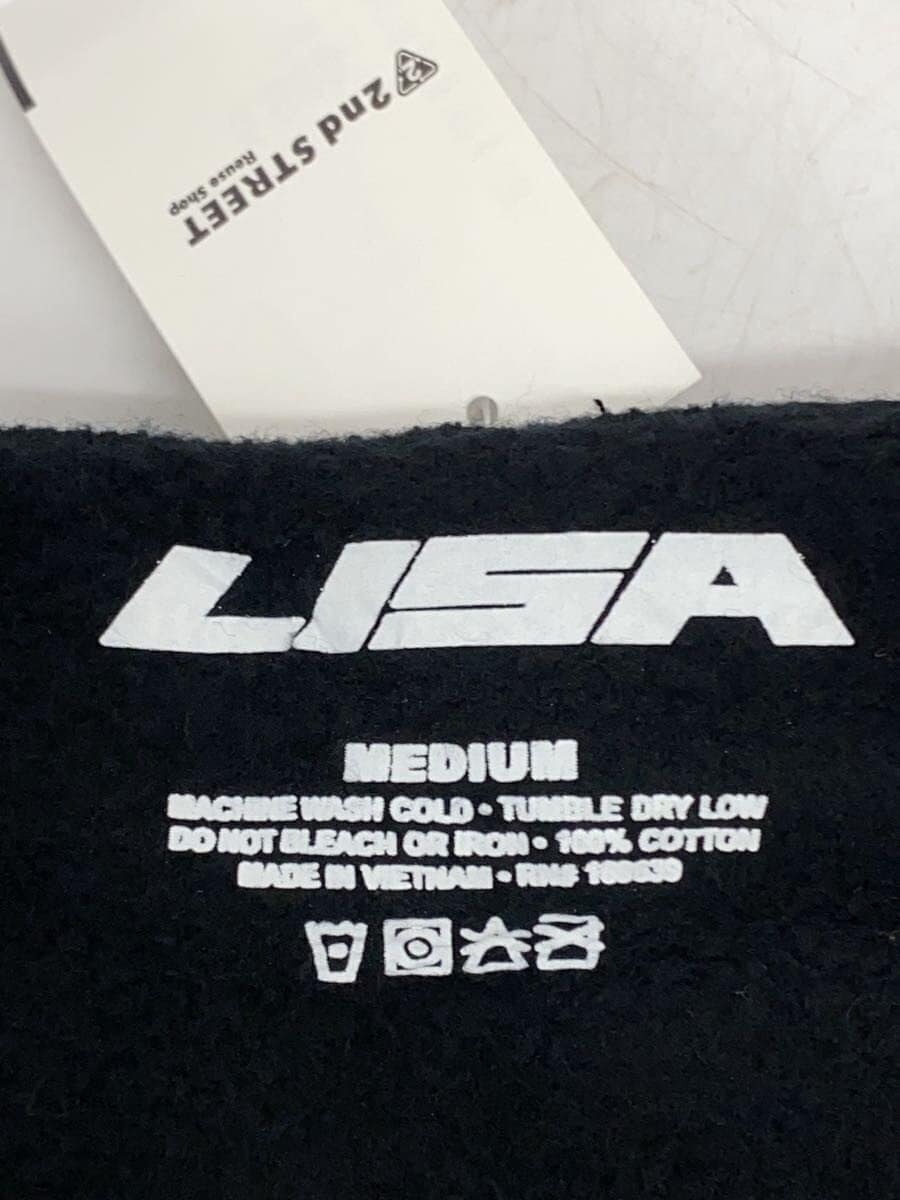 2nd STREET
Reuse Shop
LISA
MEDIUM
MACHINE WASH COLD • TUMBLE DRY LOW
DO NOT BLEACH OR IRON • 100% COTTON
MADE IN VIETNAM • RN#